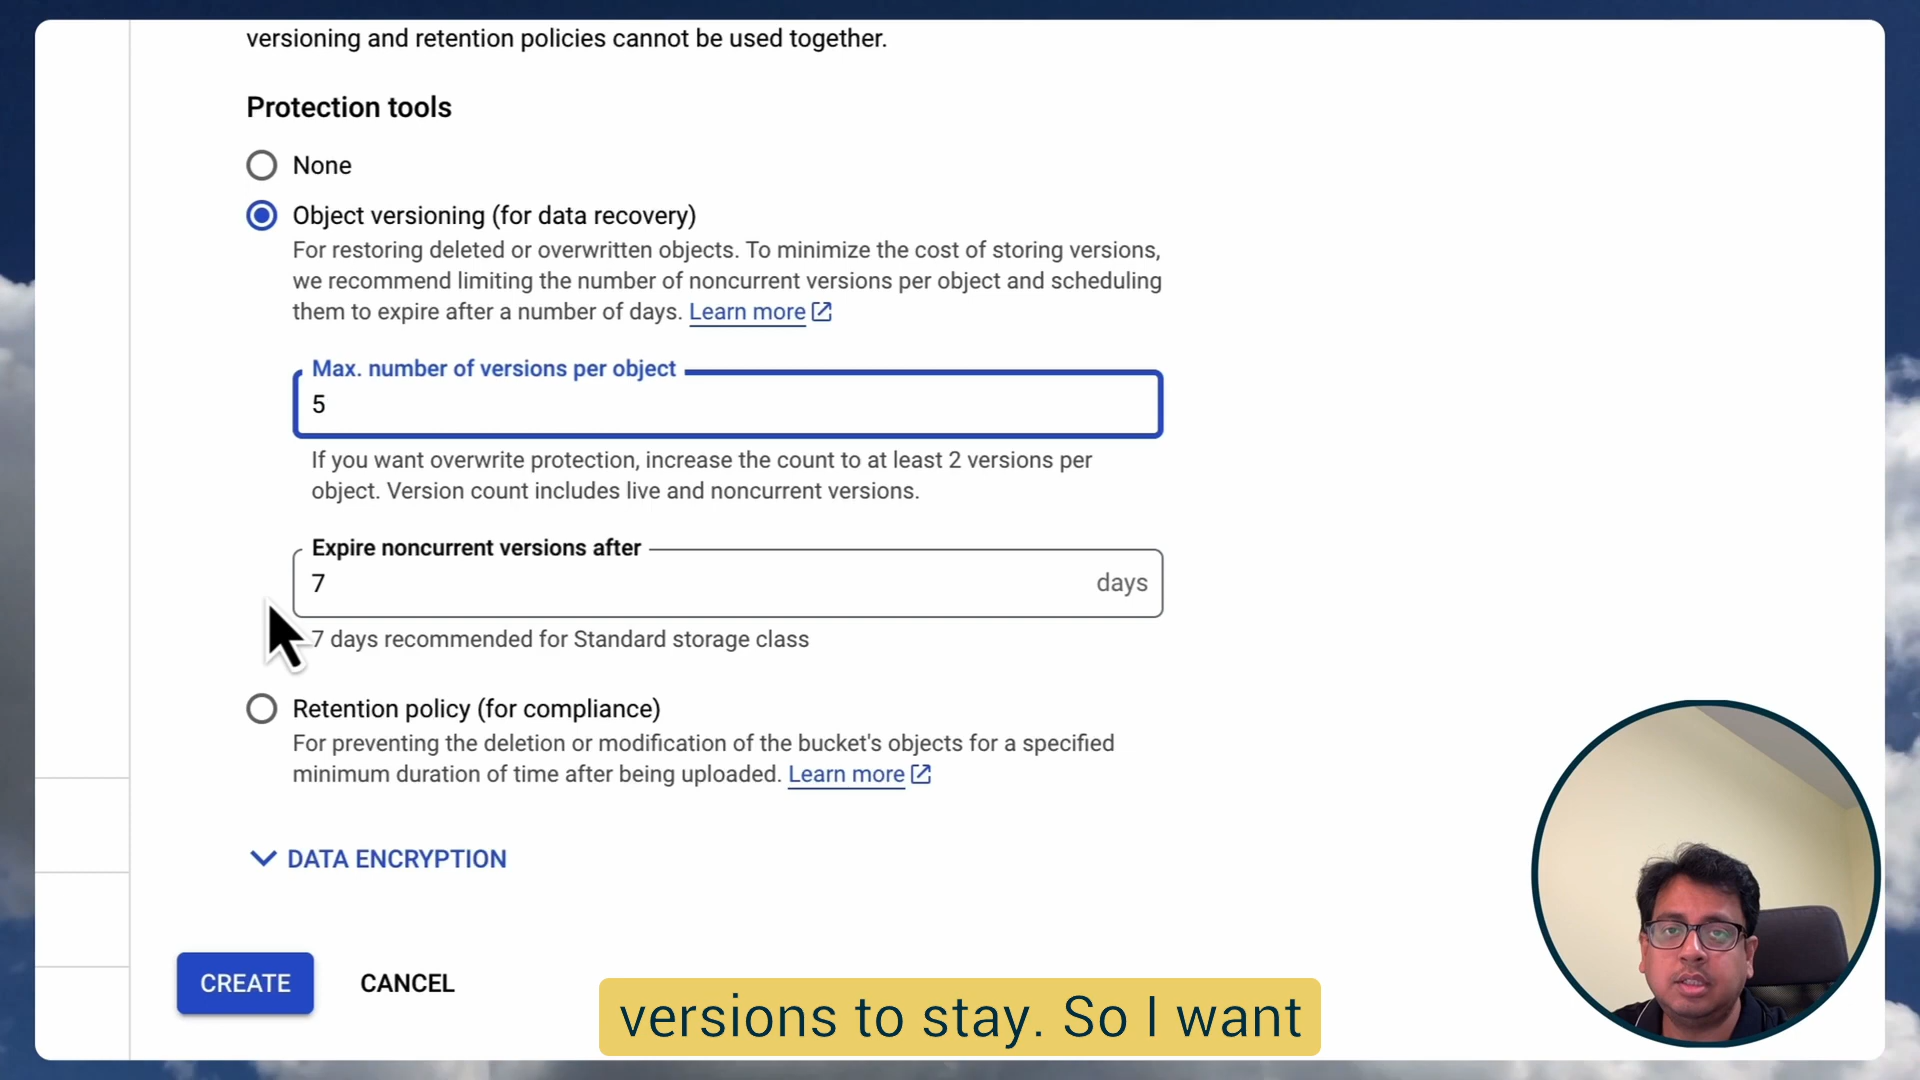 versioning and retention policies cannot be used together.
Protection tools
None
Object versioning (for data recovery)
For restoring deleted or overwritten objects. To minimize the cost of storing versions,
we recommend limiting the number of noncurrent versions per object and scheduling
them to expire after a number of days. Learn more
Max. number of versions per object
5
If you want overwrite protection, increase the count to at least 2 versions per
object. Version count includes live and noncurrent versions.
Expire noncurrent versions after
7 days
7 days recommended for Standard storage class
Retention policy (for compliance)
For preventing the deletion or modification of the bucket's objects for a specified
minimum duration of time after being uploaded. Learn more
DATA ENCRYPTION
CREATE CANCEL
versions to stay. So I want